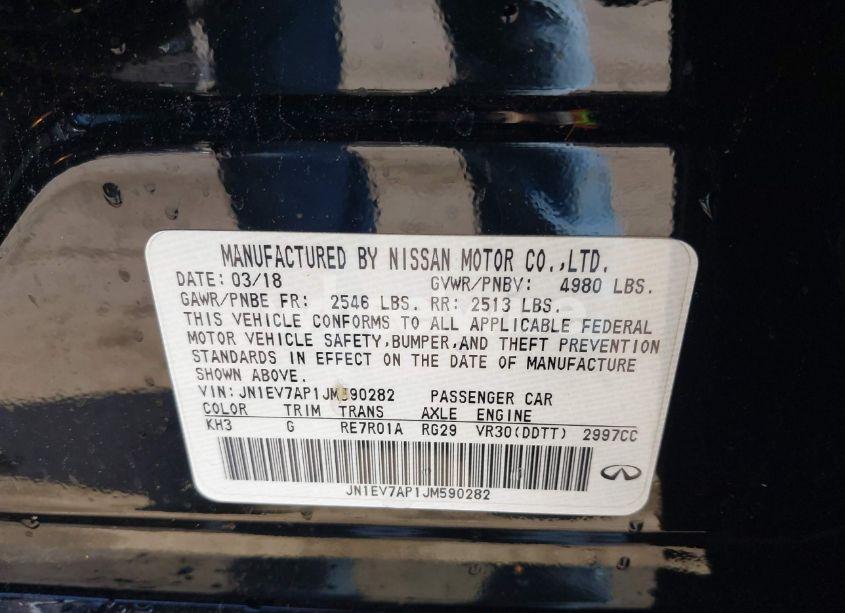 MANUFACTURED BY NISSAN MOTOR CO.,LTD.
DATE: 03/18 GVWR/PNBV: 4980 LBS.
GAWR/PNBE FR: 2546 LBS. RR: 2513 LBS.
THIS VEHICLE CONFORMS TO ALL APPLICABLE FEDERAL
MOTOR VEHICLE SAFETY,BUMPER,AND THEFT PREVENTION
STANDARDS IN EFFECT ON THE DATE OF MANUFACTURE
SHOWN ABOVE.
VIN: JN1EV7AP1JM590282 PASSENGER CAR
COLOR TRIM TRANS AXLE ENGINE
KH3 G RE7R01A RG29 VR30(DDTT) 2997CC
JN1EV7AP1JM590282